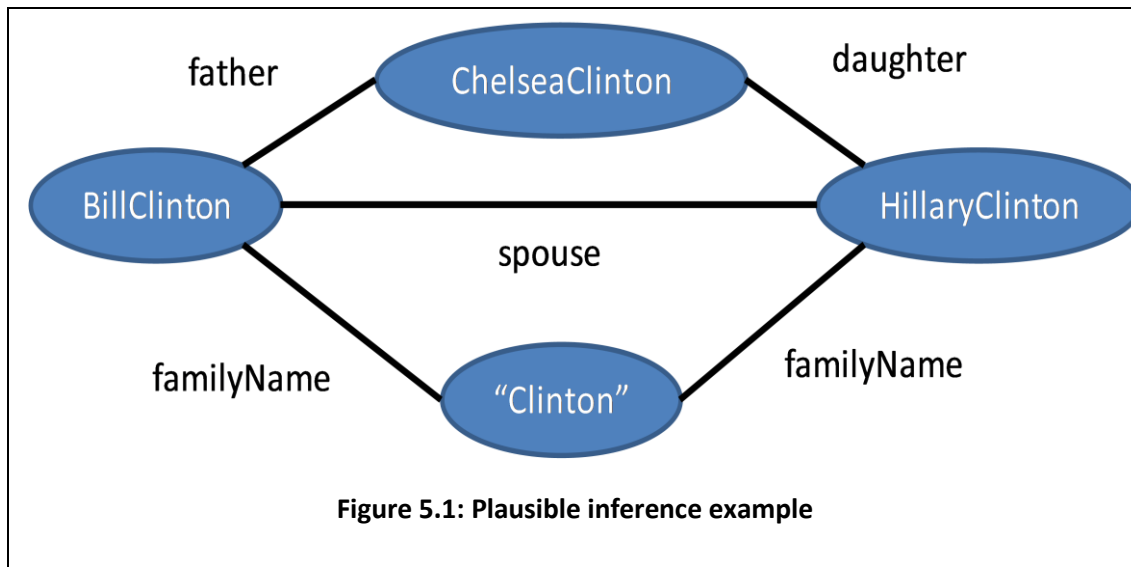 father
ChelseaClinton
daughter
BillClinton
HillaryClinton
spouse
familyName
familyName
“Clinton”
Figure 5.1: Plausible inference example